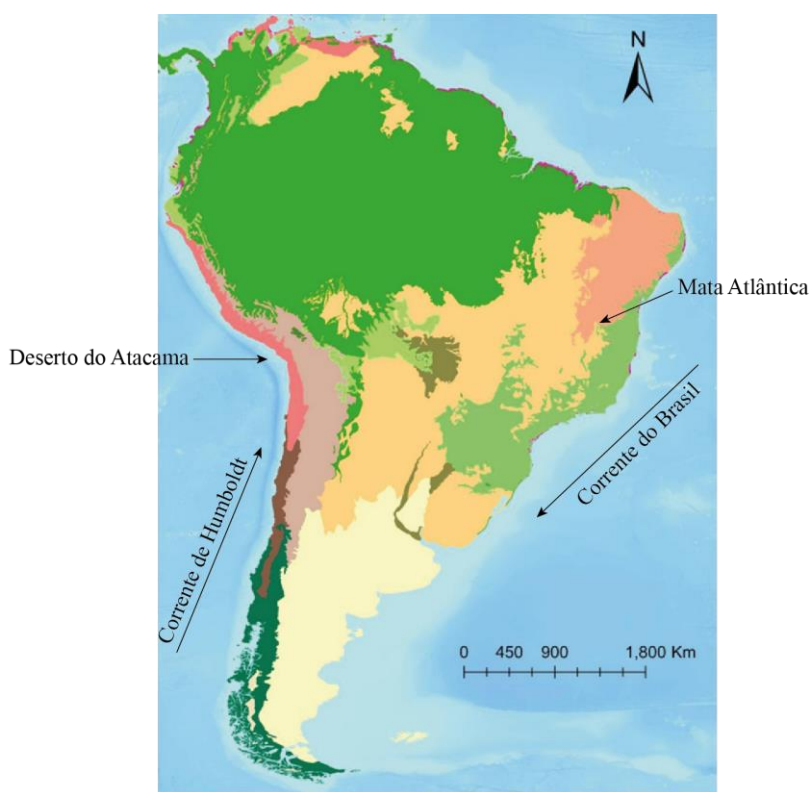 N
Mata Atlântica
Deserto do Atacama
Corrente do Brasil
Corrente de Humboldt
0 450 900 1,800 Km